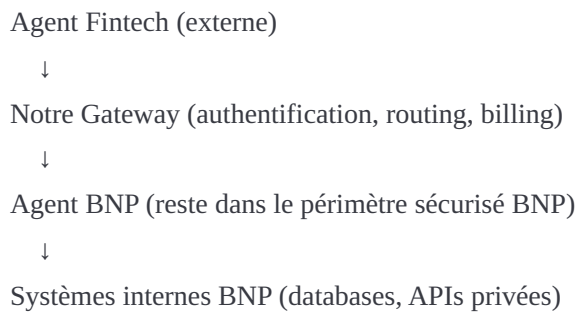 Agent Fintech (externe)
↓
Notre Gateway (authentification, routing, billing)
↓
Agent BNP (reste dans le périmètre sécurisé BNP)
↓
Systèmes internes BNP (databases, APIs privées)